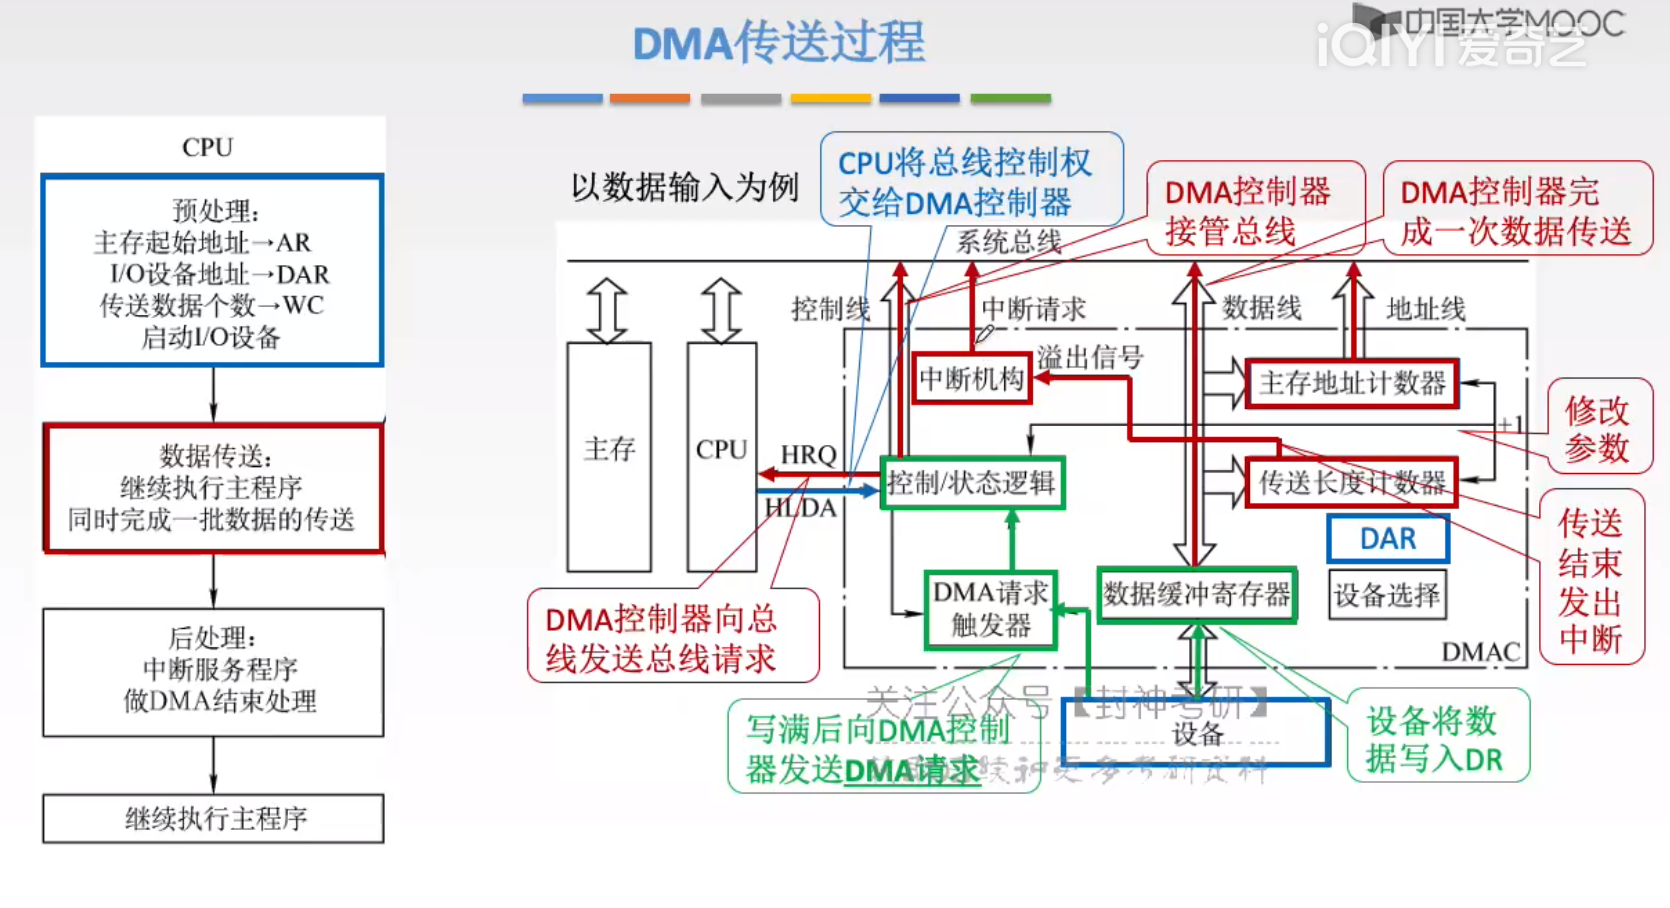 DMA传送过程
中国大学MOOC
iQIYI 爱奇艺
CPU
预处理：
主存起始地址→AR
I/O设备地址→DAR
传送数据个数→WC
启动I/O设备
数据传送：
继续执行主程序
同时完成一批数据的传送
后处理：
中断服务程序
做DMA结束处理
继续执行主程序
以数据输入为例
CPU将总线控制权
交给DMA控制器
DMA控制器
接管总线
DMA控制器完
成一次数据传送
系统总线
控制线
中断请求
数据线
地址线
溢出信号
中断机构
主存地址计数器
主存
CPU
HRQ
HLDA
控制/状态逻辑
+1
传送长度计数器
修改
参数
DAR
传送
结束
发出
中断
DMA请求
触发器
数据缓冲寄存器
设备选择
DMAC
DMA控制器向总
线发送总线请求
关注公众号【封神考研】
设备
写满后向DMA控制
器发送DMA请求
设备将数
据写入DR